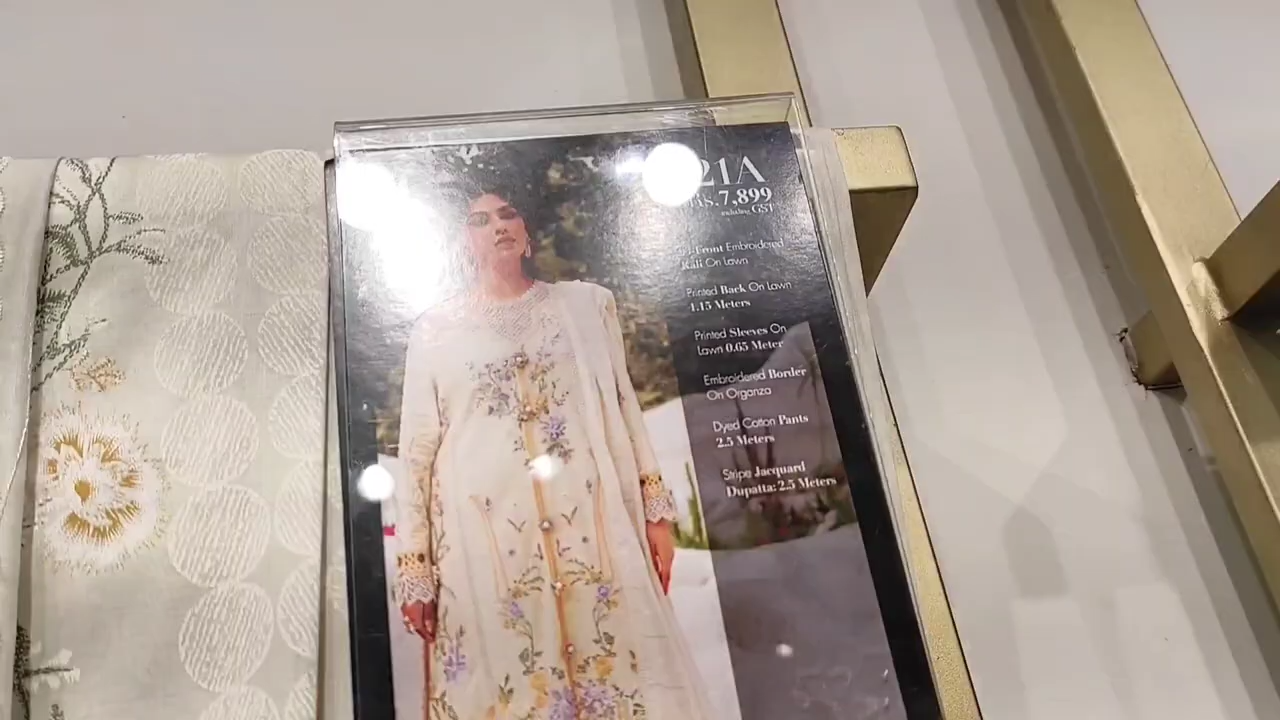 21A
Rs.7,899
including GST
Front Embroidered
Kali On Lawn
Printed Back On Lawn
1.15 Meters
Printed Sleeves On
Lawn 0.65 Meter
Embroidered Border
On Organza
Dyed Cotton Pants
2.5 Meters
Stripe Jacquard
Dupatta: 2.5 Meters